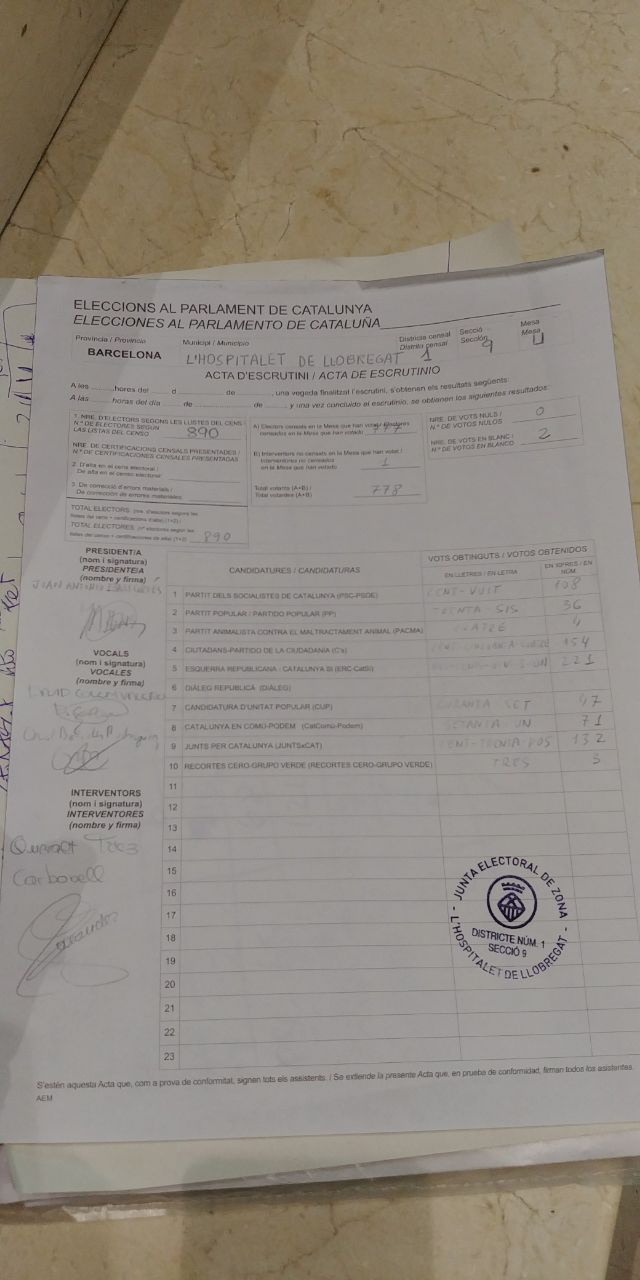 ELECCIONS AL PARLAMENT DE CATALUNYA
ELECCIONES AL PARLAMENTO DE CATALUÑA
Província / Provincia
BARCELONA
Municipi / Municipio
L'HOSPITALET DE LLOBREGAT
Districte censal
Distrito censal 1
Secció
Sección 9
Mesa
Mesa U
ACTA D'ESCRUTINI / ACTA DE ESCRUTINIO
A les ........ hores del ...... d ............ de ........, una vegada finalitzat l'escrutini, s'obtenen els resultats següents:
A las ........ horas del día ...... de ............ de ........ y una vez concluido el escrutinio, se obtienen los siguientes resultados:
1. NRE. D'ELECTORS SEGONS LES LLISTES DEL CENS /
N.º DE ELECTORES SEGÚN
LAS LISTAS DEL CENSO 890
NRE. DE CERTIFICACIONS CENSALS PRESENTADES /
N.º DE CERTIFICACIONES CENSALES PRESENTADAS
2. D'alta en el cens electoral /
De alta en el censo electoral
3. De correcció d'errors materials /
De corrección de errores materiales
TOTAL ELECTORS: (nre. d'electors segons les
llistes del cens + certificacions d'alta) (1+2) /
TOTAL ELECTORES: (nº electores según las
listas del censo + certificaciones de alta) (1+2) 890
A) Electors censats en la Mesa que han votat / Electores
censados en la Mesa que han votado 777
B) Interventors no censats en la Mesa que han votat /
Interventores no censados
en la Mesa que han votado 1
Total votants (A+B) /
Total votantes (A+B) 778
NRE. DE VOTS NULS /
N.º DE VOTOS NULOS 0
NRE. DE VOTS EN BLANC /
N.º DE VOTOS EN BLANCO 2
PRESIDENT/A
(nom i signatura)
PRESIDENTE/A
(nombre y firma)
JUAN ANTONIO
VOCALS
(nom i signatura)
VOCALES
(nombre y firma)
INTERVENTORS
(nom i signatura)
INTERVENTORES
(nombre y firma)
Queralt
Carbonell
CANDIDATURES / CANDIDATURAS
VOTS OBTINGUTS / VOTOS OBTENIDOS
EN LLETRES / EN LETRA
EN XIFRES / EN NÚM.
1 PARTIT DELS SOCIALISTES DE CATALUNYA (PSC-PSOE) CENT-VUIT 108
2 PARTIT POPULAR / PARTIDO POPULAR (PP) TRENTA SIS 36
3 PARTIT ANIMALISTA CONTRA EL MALTRACTAMENT ANIMAL (PACMA) QUATRE 4
4 CIUTADANS-PARTIDO DE LA CIUDADANÍA (C's) 154
5 ESQUERRA REPUBLICANA - CATALUNYA SÍ (ERC-CatSí) 221
6 DIÀLEG REPUBLICÀ (DIÀLEG)
7 CANDIDATURA D'UNITAT POPULAR (CUP) QUARANTA SET 47
8 CATALUNYA EN COMÚ-PODEM (CatComú-Podem) SETANTA-UN 71
9 JUNTS PER CATALUNYA (JUNTSxCAT) CENT-TRENTA-DOS 132
10 RECORTES CERO-GRUPO VERDE (RECORTES CERO-GRUPO VERDE) TRES 3
11
12
13
14
15
16
17
18
19
20
21
22
23
JUNTA ELECTORAL DE ZONA
DISTRICTE NÚM. 1
SECCIÓ 9
- L'HOSPITALET DE LLOBREGAT -
S'estén aquesta Acta que, com a prova de conformitat, signen tots els assistents. / Se extiende la presente Acta que, en prueba de conformidad, firman todos los asistentes.
AEM